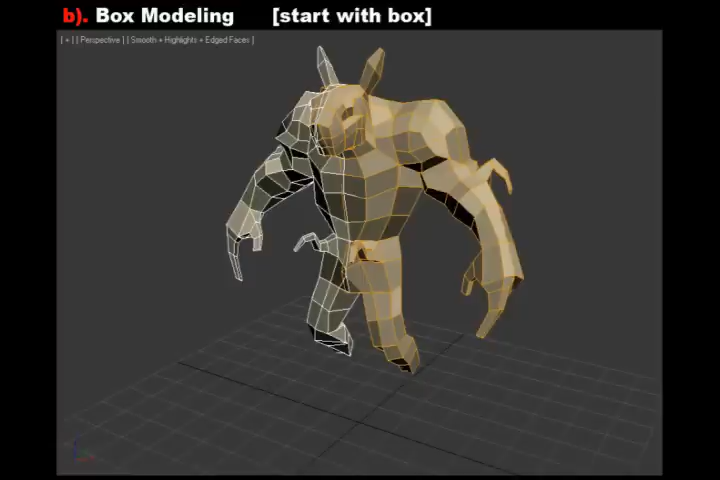 b). Box Modeling [start with box]
[ + ] [ Perspective ] [ Smooth + Highlights + Edged Faces ]